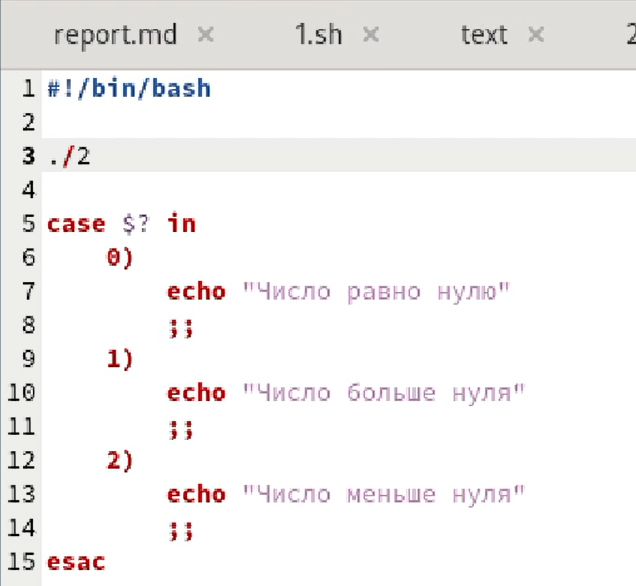 report.md × 1.sh × text × 2
1 #!/bin/bash
2
3 ./2
4
5 case $? in
6     0)
7         echo "Число равно нулю"
8         ;;
9     1)
10         echo "Число больше нуля"
11         ;;
12     2)
13         echo "Число меньше нуля"
14         ;;
15 esac